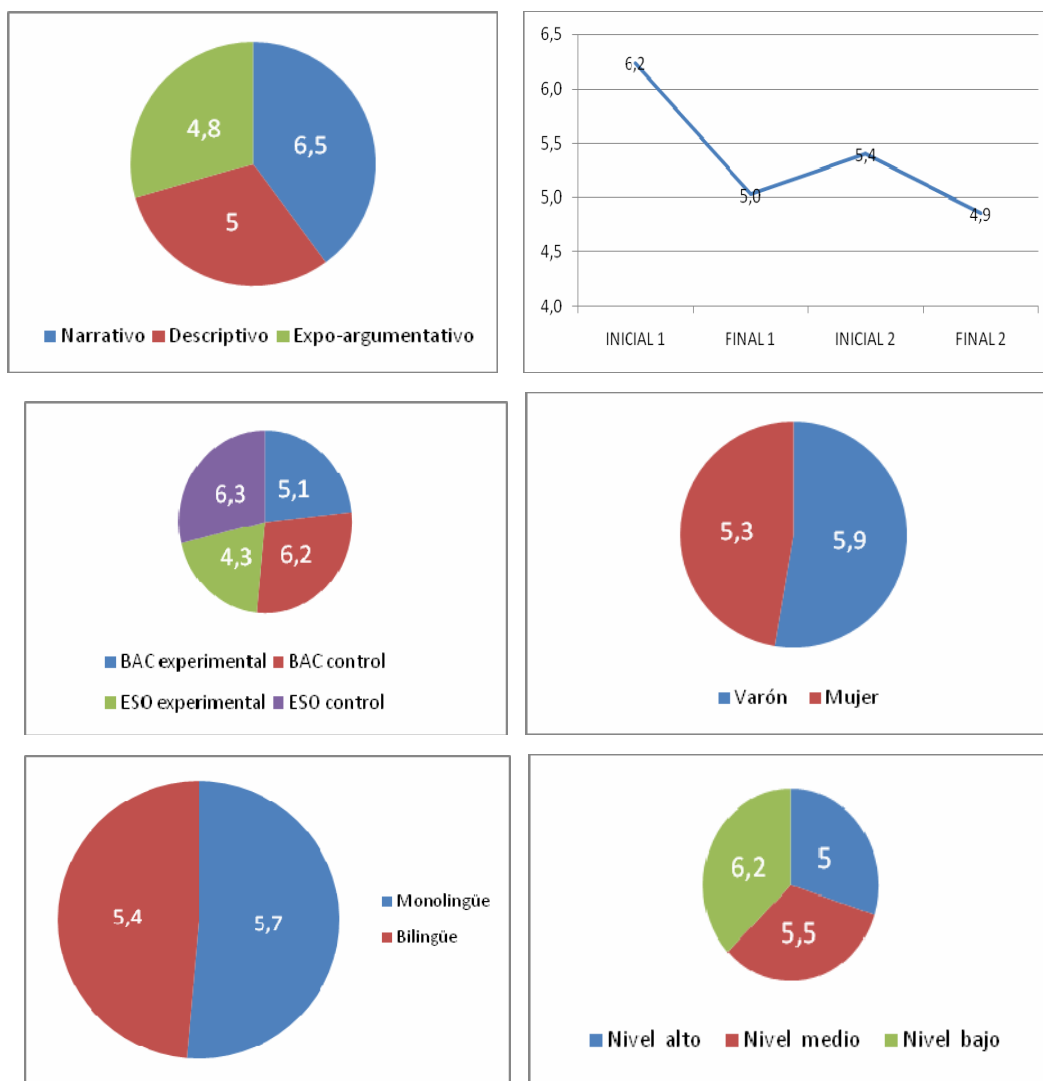 4,8
6,5
5
Narrativo Descriptivo Expo-argumentativo
6,5
6,0
5,5
5,0
4,5
4,0
6,2
5,0
5,4
4,9
INICIAL 1 FINAL 1 INICIAL 2 FINAL 2
6,3 5,1
4,3 6,2
BAC experimental BAC control
ESO experimental ESO control
5,3 5,9
Varón Mujer
5,4 5,7
Monolingüe
Bilingüe
6,2 5
5,5
Nivel alto Nivel medio Nivel bajo